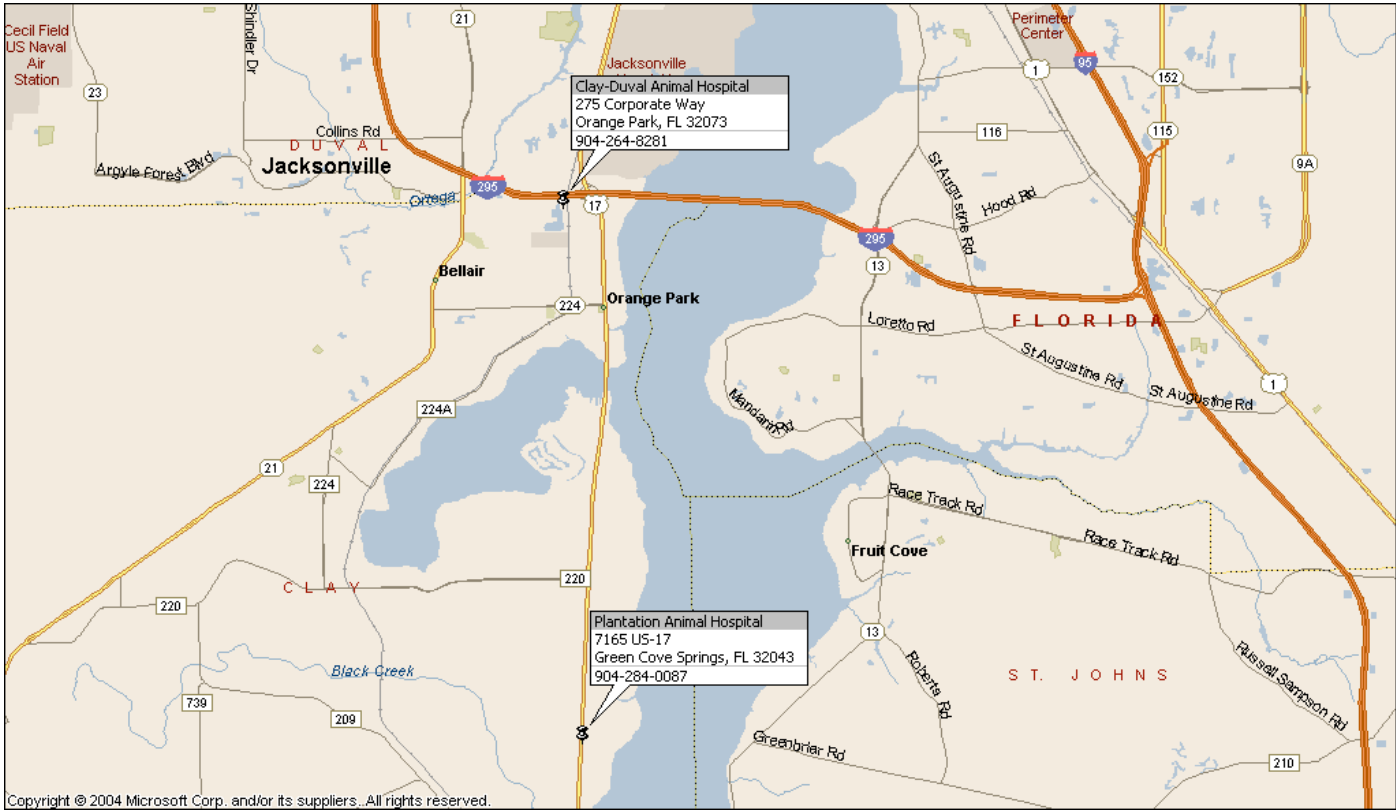 Cecil Field
US Naval
Air
Station
Shindler Dr
21
Perimeter
Center
Jacksonville
1
95
152
23
Clay-Duval Animal Hospital
275 Corporate Way
Orange Park, FL 32073
904-264-8281
Collins Rd
DUVAL
Jacksonville
Argyle Forest Blvd
116
115
9A
St Augustine Rd
Hood Rd
Ortega
295
17
295
13
Bellair
Orange Park
224
Loretto Rd
FLORIDA
St Augustine Rd
St Augustine Rd
1
Mandarin Rd
224A
21
224
Race Track Rd
Race Track Rd
Fruit Cove
220
CLAY
220
Plantation Animal Hospital
7165 US-17
Green Cove Springs, FL 32043
904-284-0087
13
Roberts Rd
Russell Sampson Rd
ST. JOHNS
Black Creek
739
209
Greenbriar Rd
210
Copyright © 2004 Microsoft Corp. and/or its suppliers. All rights reserved.